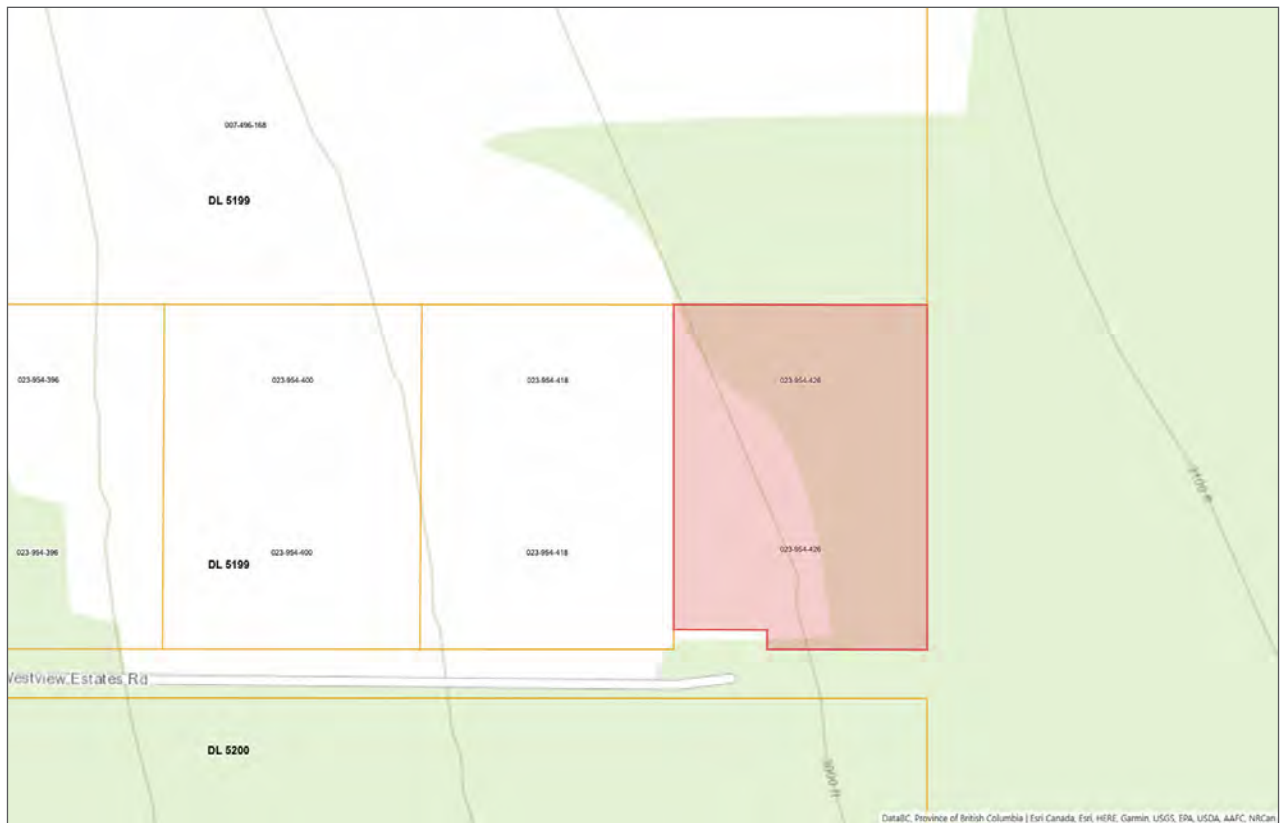 007-496-168
DL 5199
023-954-396
023-954-400
023-954-418
023-954-426
023-954-396
023-954-400
023-954-418
023-954-426
DL 5199
Westview Estates Rd
DL 5200
DataBC, Province of British Columbia | Esri Canada, Esri, HERE, Garmin, USGS, EPA, USDA, AAFC, NRCan